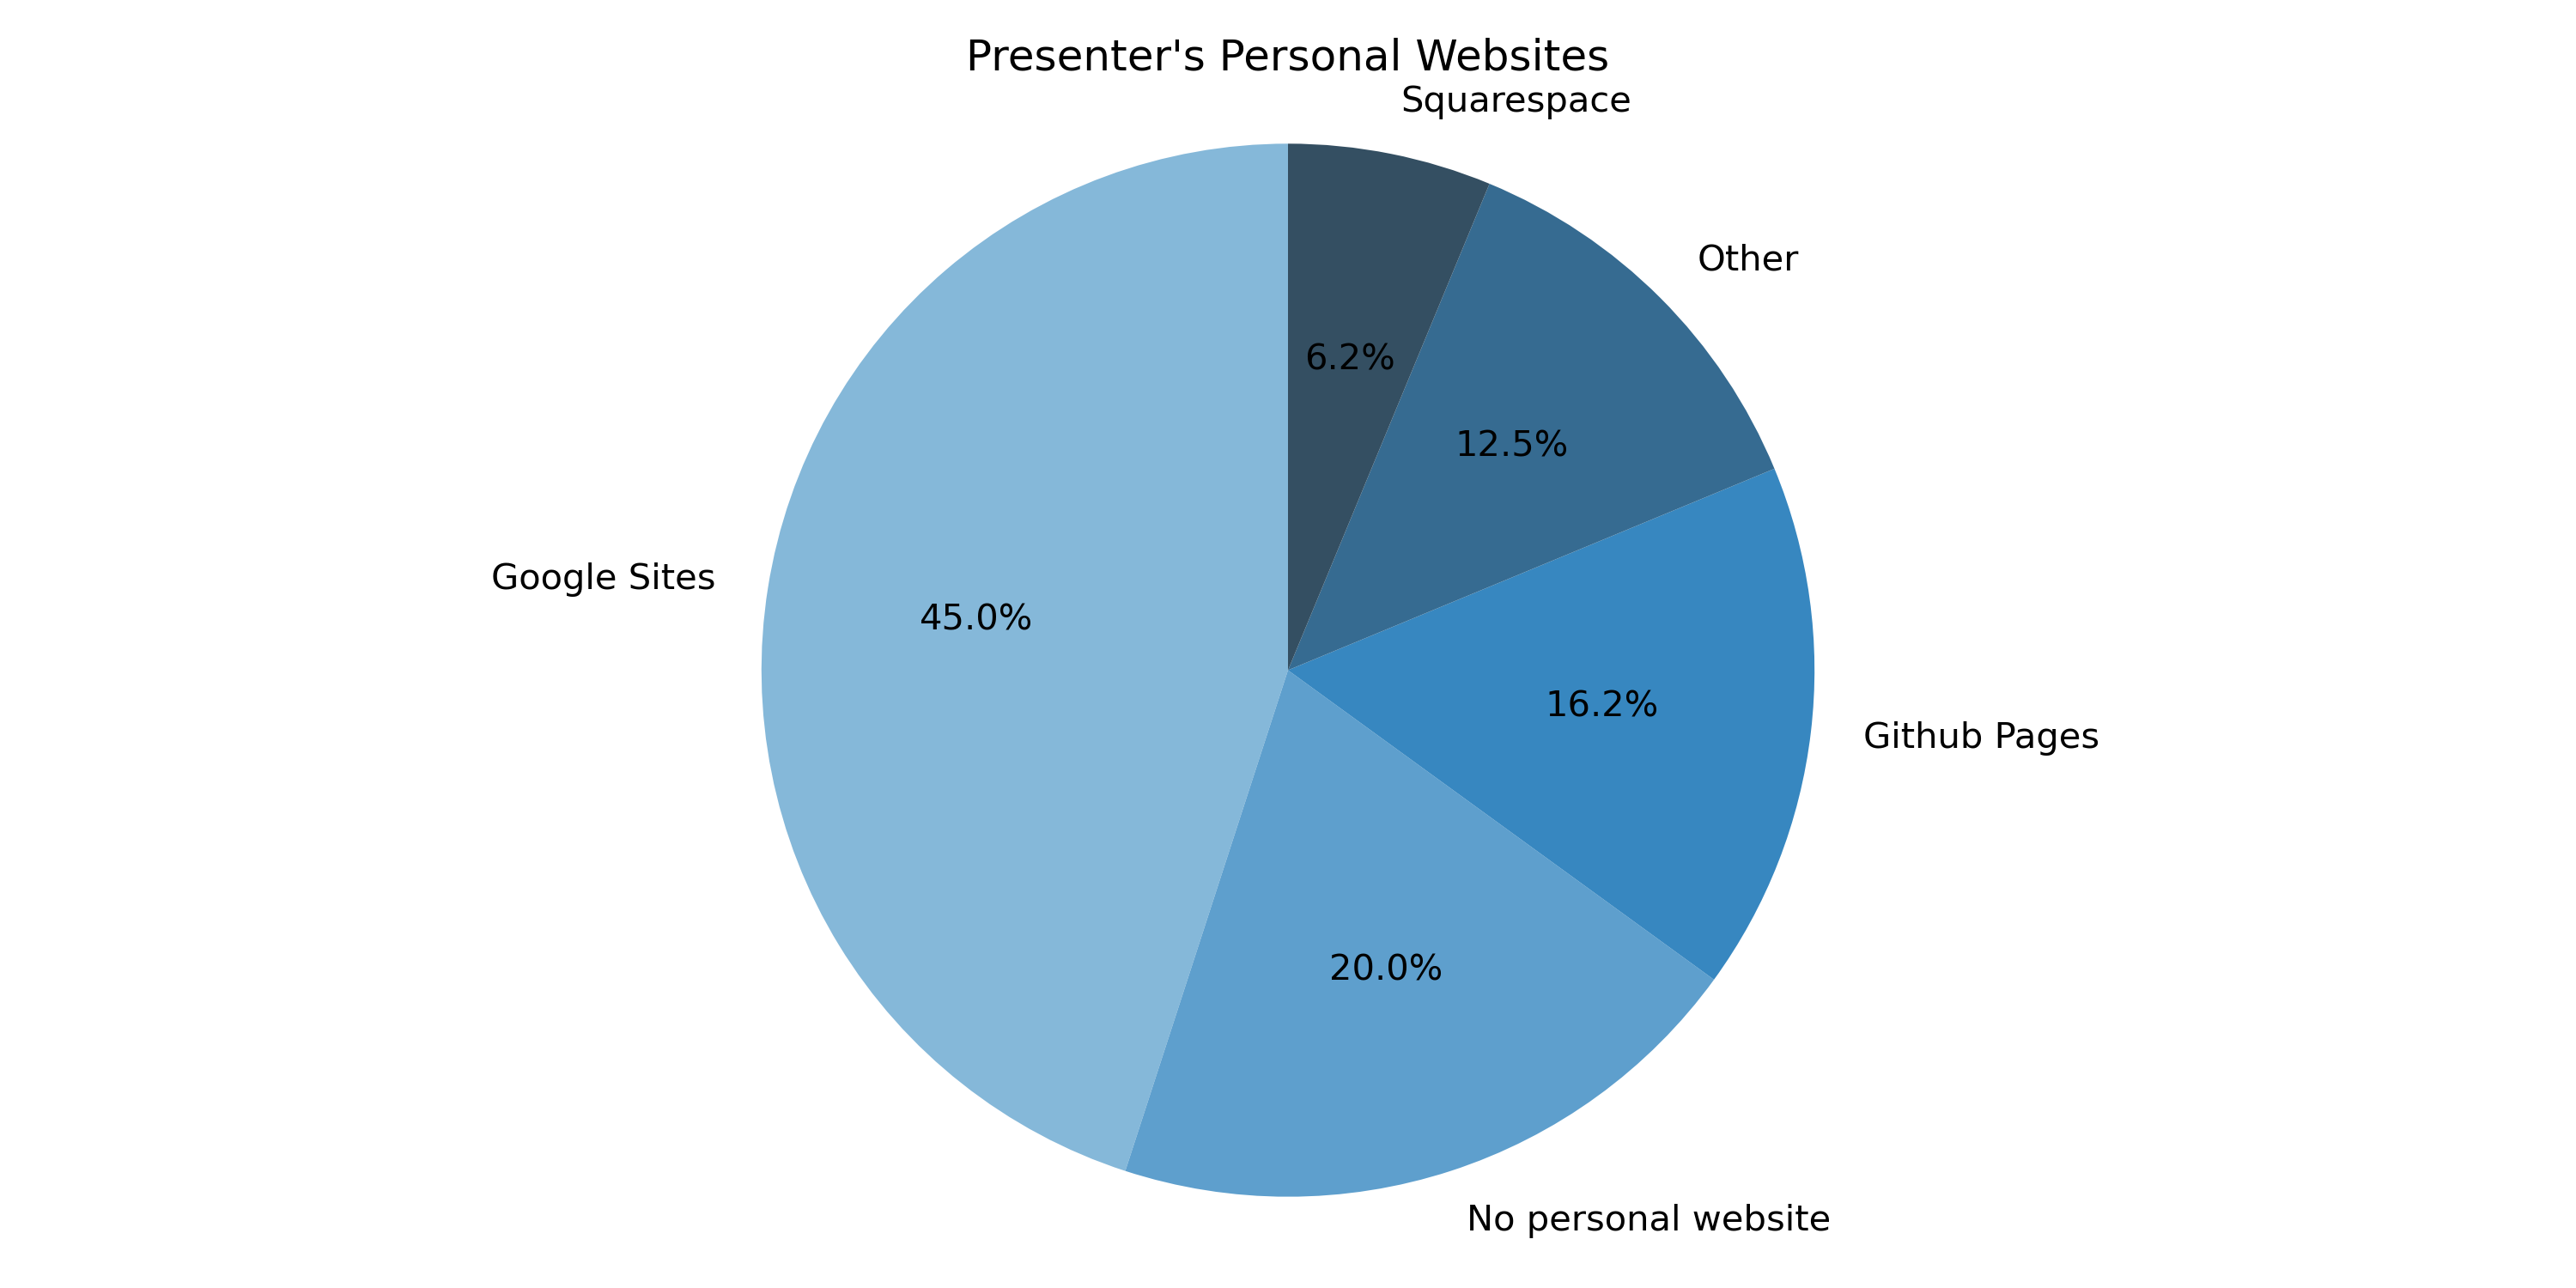 Presenter's Personal Websites
Squarespace
Other
6.2%
12.5%
Google Sites
45.0%
16.2%
Github Pages
20.0%
No personal website